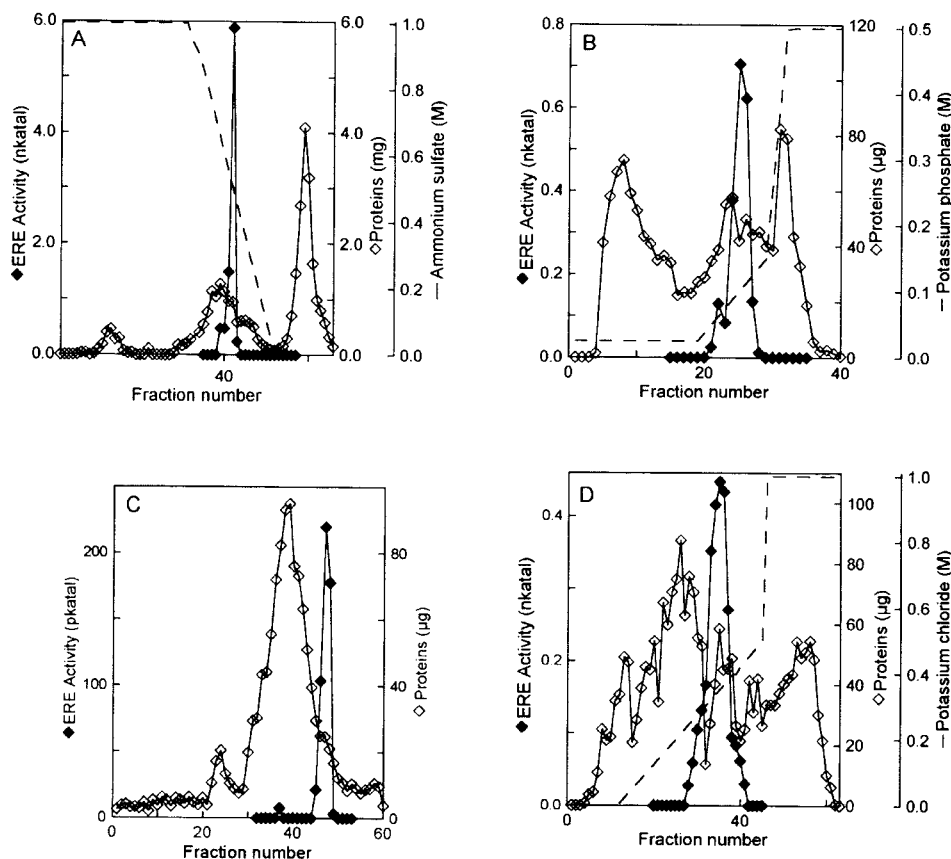 A
6.0
4.0
2.0
0.0
◆ ERE Activity (nkatal)
40
Fraction number
6.0
4.0
2.0
0.0
◇ Proteins (mg)
1.0
0.8
0.6
0.4
0.2
0.0
— Ammonium sulfate (M)
B
0.8
0.6
0.4
0.2
0.0
◆ ERE Activity (nkatal)
0 20 40
Fraction number
120
80
40
0
◇ Proteins (µg)
0.5
0.4
0.3
0.2
0.1
0.0
– Potassium phosphate (M)
C
200
100
0
◆ ERE Activity (pkatal)
0 20 40 60
Fraction number
80
40
0
◇ Proteins (µg)
D
0.4
0.2
0.0
◆ ERE Activity (nkatal)
0 20 40 60
Fraction number
100
80
60
40
20
0
◇ Proteins (µg)
1.0
0.8
0.6
0.4
0.2
0.0
– Potassium chloride (M)